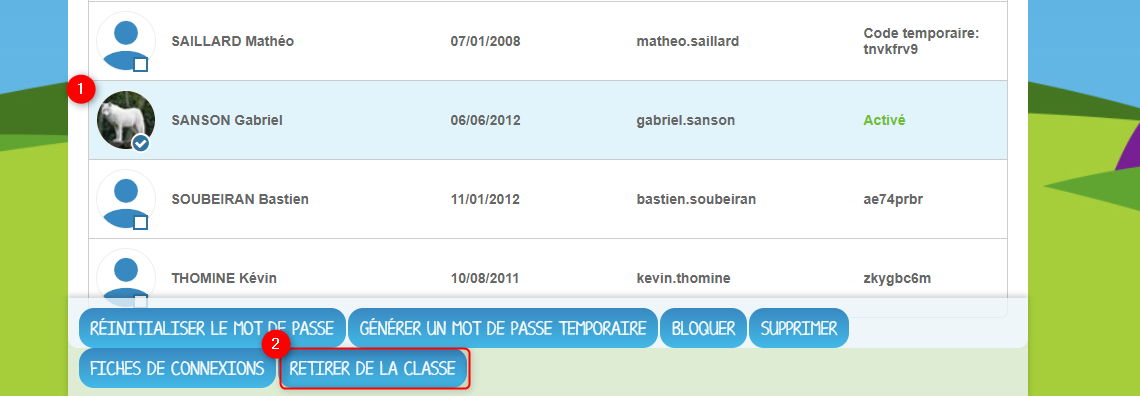 SAILLARD Mathéo 07/01/2008 matheo.saillard Code temporaire:
tnvkfrv9
1
SANSON Gabriel 06/06/2012 gabriel.sanson Activé
SOUBEIRAN Bastien 11/01/2012 bastien.soubeiran ae74prbr
THOMINE Kévin 10/08/2011 kevin.thomine zkygbc6m
RÉINITIALISER LE MOT DE PASSE GÉNÉRER UN MOT DE PASSE TEMPORAIRE BLOQUER SUPPRIMER
2
FICHES DE CONNEXIONS RETIRER DE LA CLASSE